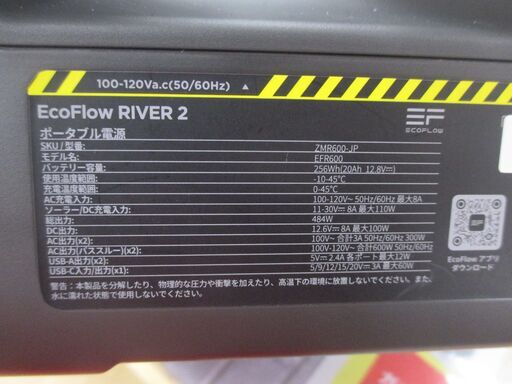 100-120Va.c(50/60Hz) ▲
EcoFlow RIVER 2
EF
ECOFLOW
ポータブル電源
SKU/型番: ZMR600-JP
モデル名: EFR600
バッテリー容量: 256Wh(20Ah 12.8V⎓)
使用温度範囲: -10-45°C
充電温度範囲: 0-45°C
AC充電入力: 100-120V~ 50Hz/60Hz 最大8A
ソーラー/DC充電入力: 11-30V⎓ 8A 最大110W
総出力: 484W
DC出力: 12.6V⎓ 8A 最大100W
AC出力(x2): 100V~ 合計3A 50Hz/60Hz 300W
AC出力(バススルー)(x2): 100V-120V~ 合計600W 50Hz/60Hz
USB-A出力(x2): 5V⎓ 2.4A 各ポート最大12W
USB-C入力/出力(x1): 5/9/12/15/20V⎓ 3A 最大60W
EcoFlow アプリ
ダウンロード
警告: 本製品を分解したり、物理的な圧力や衝撃を加えたり、高温下に放置しないでください。また、
水に濡れた状態で使用しないでください。